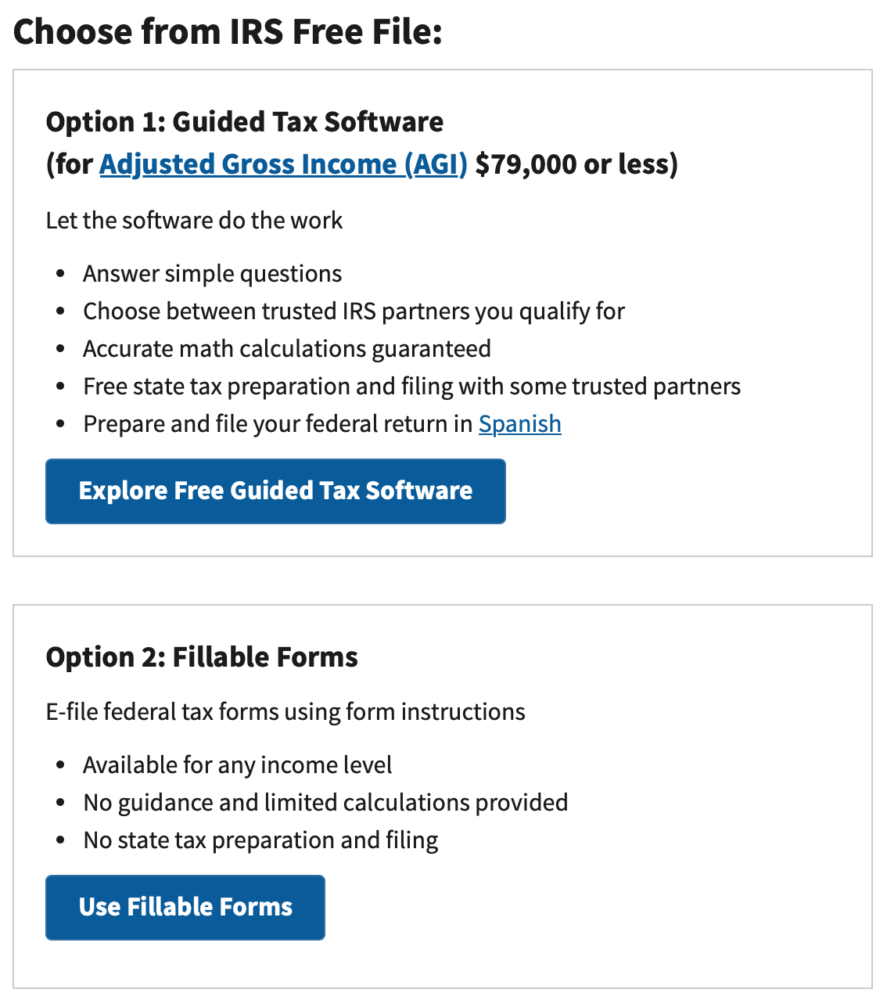 Choose from IRS Free File:
Option 1: Guided Tax Software
(for Adjusted Gross Income (AGI) $79,000 or less)
Let the software do the work
• Answer simple questions
• Choose between trusted IRS partners you qualify for
• Accurate math calculations guaranteed
• Free state tax preparation and filing with some trusted partners
• Prepare and file your federal return in Spanish
Explore Free Guided Tax Software
Option 2: Fillable Forms
E-file federal tax forms using form instructions
• Available for any income level
• No guidance and limited calculations provided
• No state tax preparation and filing
Use Fillable Forms